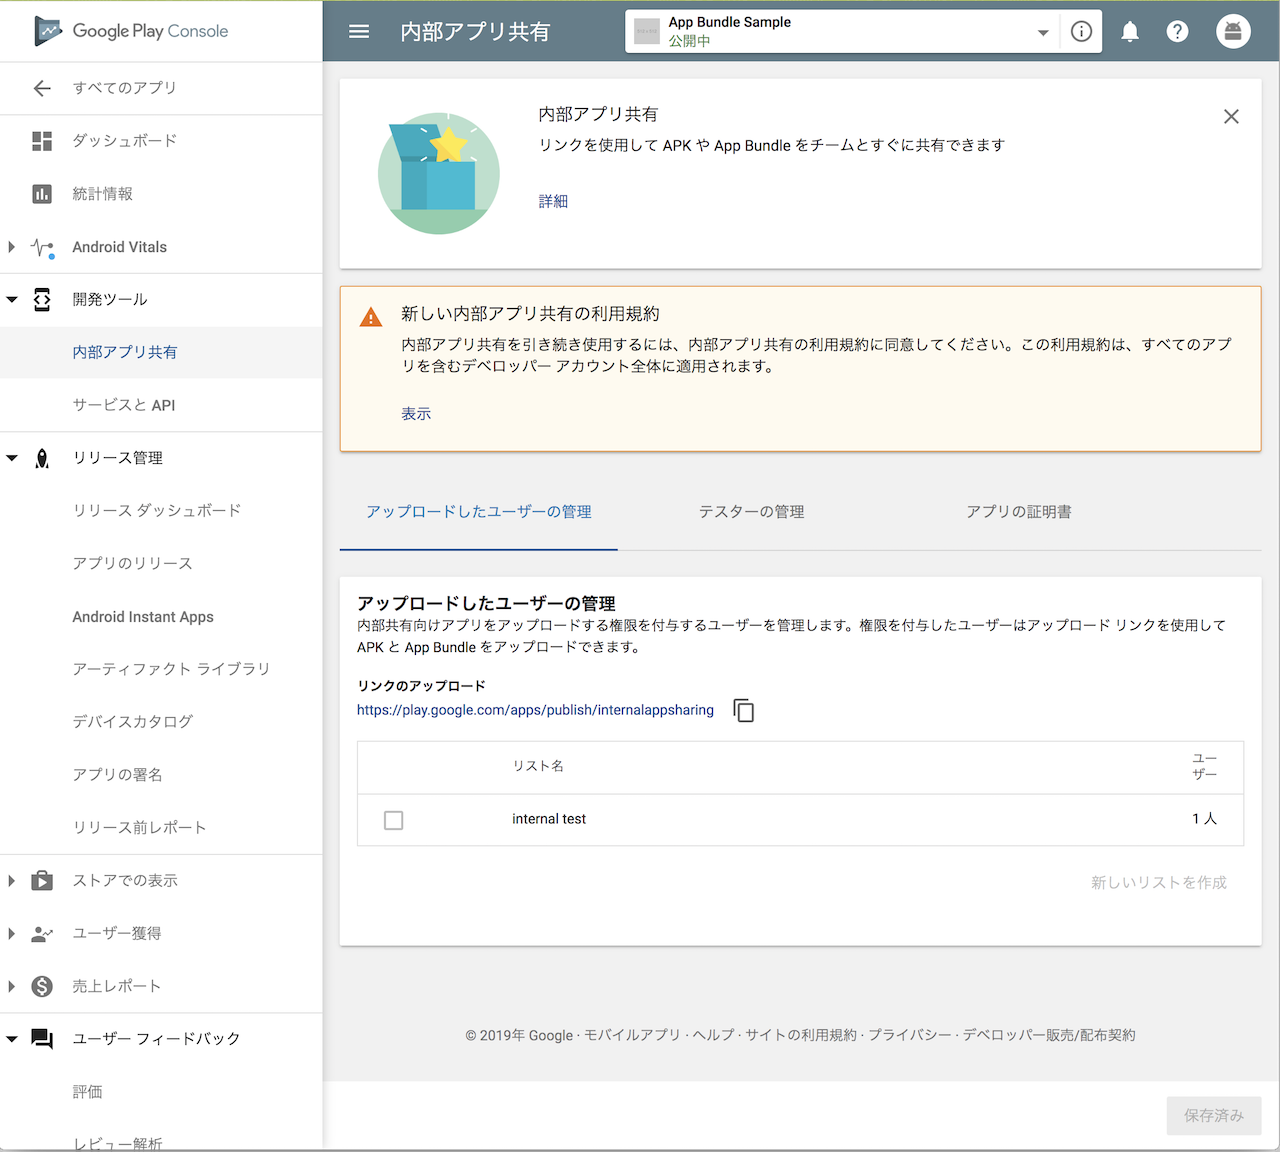 Google Play Console
すべてのアプリ
ダッシュボード
統計情報
Android Vitals
開発ツール
内部アプリ共有
サービスと API
リリース管理
リリース ダッシュボード
アプリのリリース
Android Instant Apps
アーティファクト ライブラリ
デバイスカタログ
アプリの署名
リリース前レポート
ストアでの表示
ユーザー獲得
売上レポート
ユーザー フィードバック
評価
レビュー解析
内部アプリ共有
App Bundle Sample
公開中
内部アプリ共有
リンクを使用して APK や App Bundle をチームとすぐに共有できます
詳細
新しい内部アプリ共有の利用規約
内部アプリ共有を引き続き使用するには、内部アプリ共有の利用規約に同意してください。この利用規約は、すべてのアプ
リを含むデベロッパー アカウント全体に適用されます。
表示
アップロードしたユーザーの管理
テスターの管理
アプリの証明書
アップロードしたユーザーの管理
内部共有向けアプリをアップロードする権限を付与するユーザーを管理します。権限を付与したユーザーはアップロード リンクを使用して
APK と App Bundle をアップロードできます。
リンクのアップロード
https://play.google.com/apps/publish/internalappsharing
リスト名
ユー
ザー
internal test
1 人
新しいリストを作成
© 2019年 Google · モバイルアプリ · ヘルプ · サイトの利用規約 · プライバシー · デベロッパー販売/配布契約
保存済み